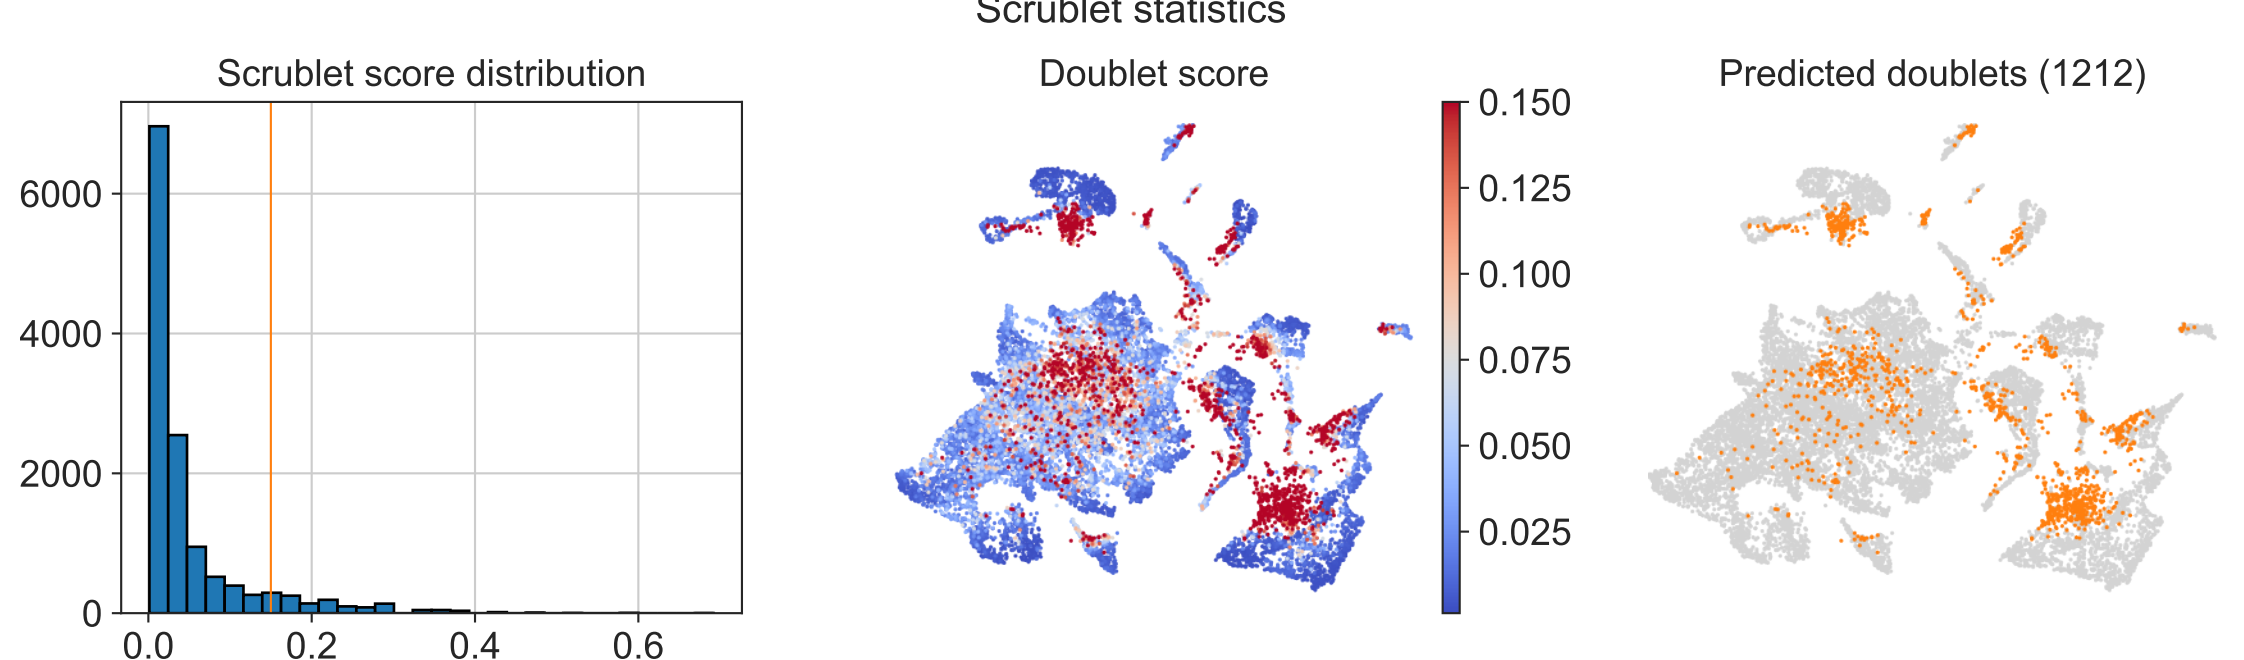 Scrublet statistics
Scrublet score distribution
6000
4000
2000
0
0.0 0.2 0.4 0.6
Doublet score
0.150
0.125
0.100
0.075
0.050
0.025
Predicted doublets (1212)